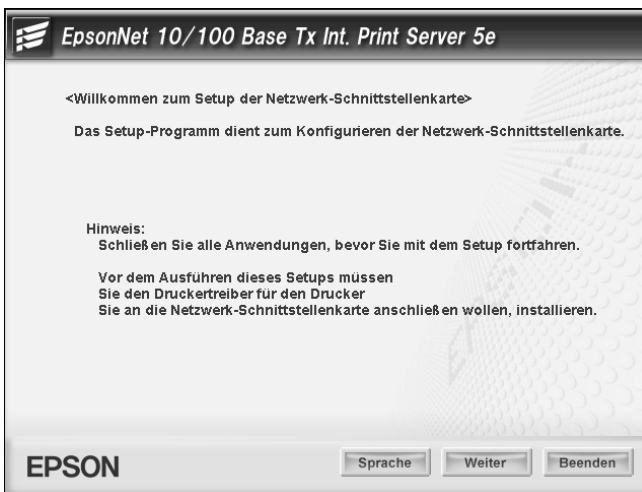 EpsonNet 10/100 Base Tx Int. Print Server 5e
<Willkommen zum Setup der Netzwerk-Schnittstellenkarte>
Das Setup-Programm dient zum Konfigurieren der Netzwerk-Schnittstellenkarte.
Hinweis:
Schließen Sie alle Anwendungen, bevor Sie mit dem Setup fortfahren.
Vor dem Ausführen dieses Setups müssen
Sie den Druckertreiber für den Drucker
Sie an die Netzwerk-Schnittstellenkarte anschließen wollen, installieren.
EPSON
EPSON Sprache Weiter Beenden